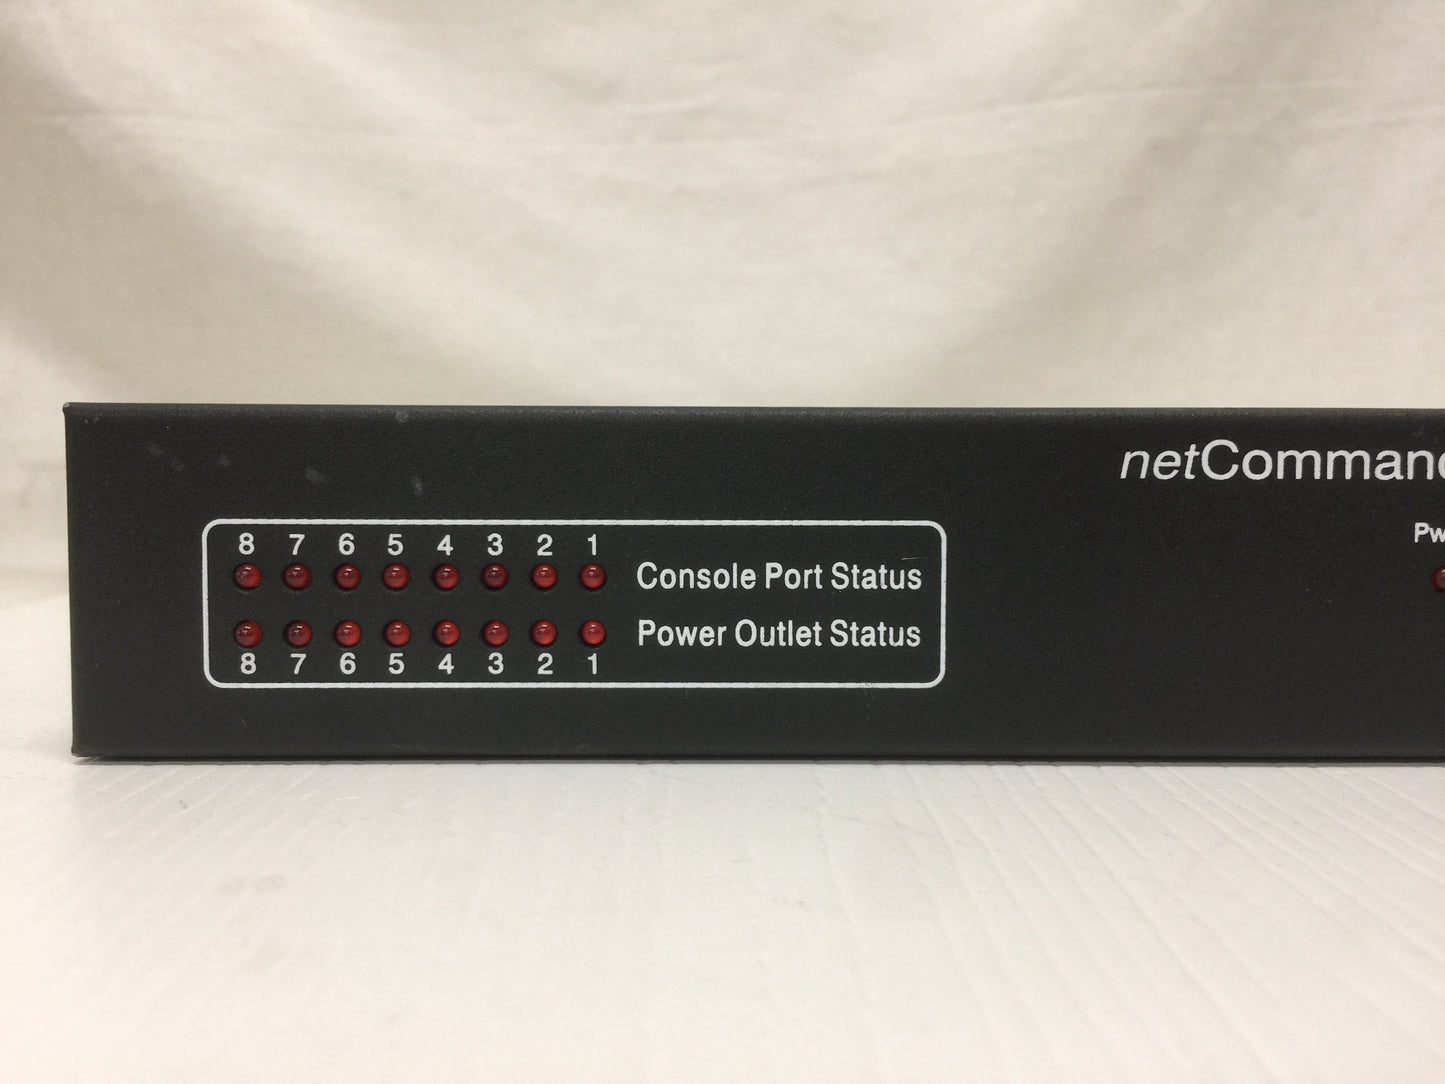 netCommand
Pw
8 7 6 5 4 3 2 1
Console Port Status
Power Outlet Status
8 7 6 5 4 3 2 1